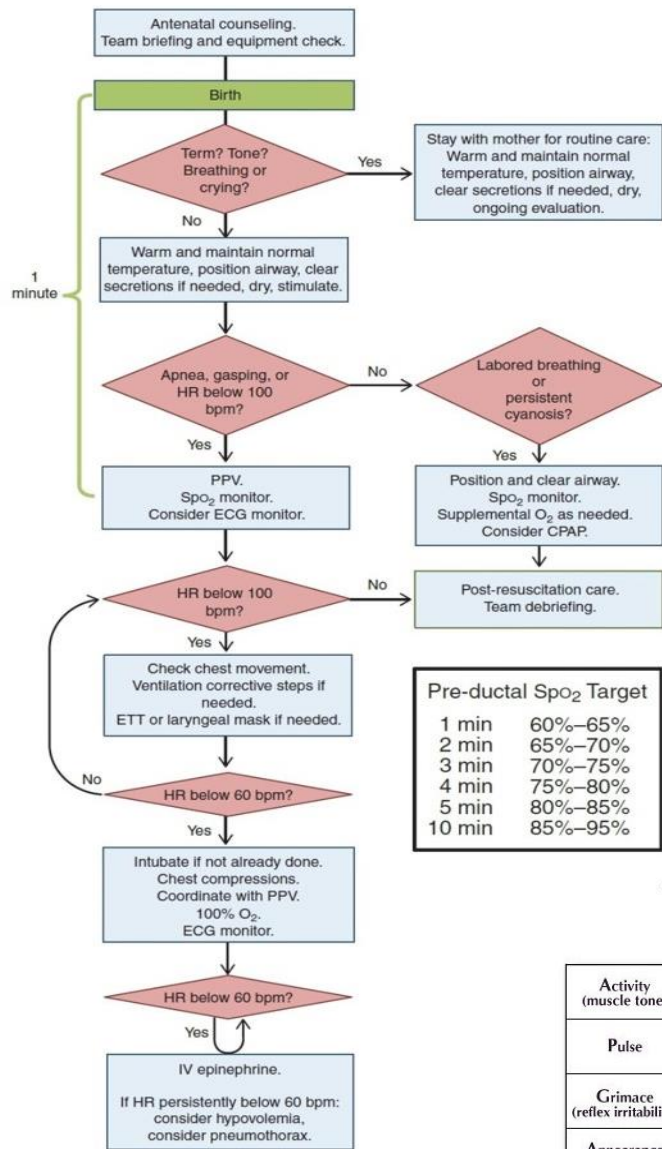 Antenatal counseling.
Team briefing and equipment check.
Birth
Term? Tone?
Breathing or
crying?
Yes
Stay with mother for routine care:
Warm and maintain normal
temperature, position airway,
clear secretions if needed, dry,
ongoing evaluation.
No
Warm and maintain normal
temperature, position airway, clear
secretions if needed, dry, stimulate.
1
minute
Apnea, gasping, or
HR below 100
bpm?
No
Labored breathing
or
persistent
cyanosis?
Yes
Yes
PPV.
SpO₂ monitor.
Consider ECG monitor.
Position and clear airway.
SpO₂ monitor.
Supplemental O₂ as needed.
Consider CPAP.
HR below 100
bpm?
No
Post-resuscitation care.
Team debriefing.
Yes
Check chest movement.
Ventilation corrective steps if
needed.
ETT or laryngeal mask if needed.
Pre-ductal SpO₂ Target
1 min 60%–65%
2 min 65%–70%
3 min 70%–75%
4 min 75%–80%
5 min 80%–85%
10 min 85%–95%
No
HR below 60 bpm?
Yes
Intubate if not already done.
Chest compressions.
Coordinate with PPV.
100% O₂.
ECG monitor.
HR below 60 bpm?
Yes
IV epinephrine.
If HR persistently below 60 bpm:
consider hypovolemia,
consider pneumothorax.
Activity
(muscle tone
Pulse
Grimace
(reflex irritabili